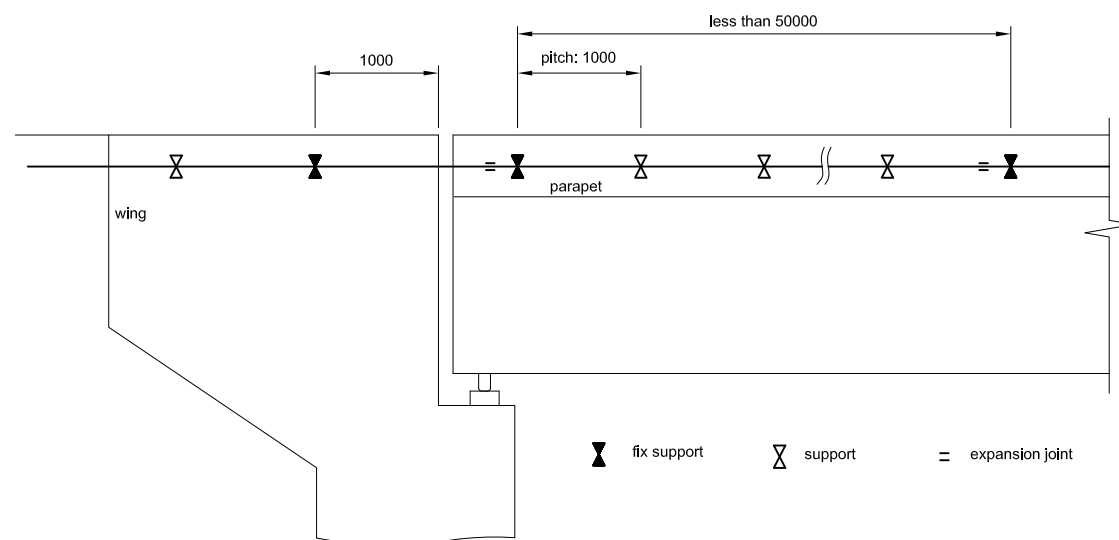 less than 50000
1000
pitch: 1000
parapet
wing
fix support
support
expansion joint